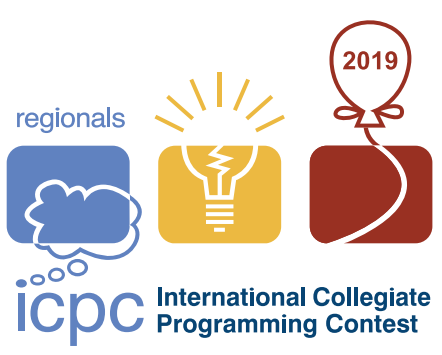 2019
regionals
icpc
International Collegiate
Programming Contest